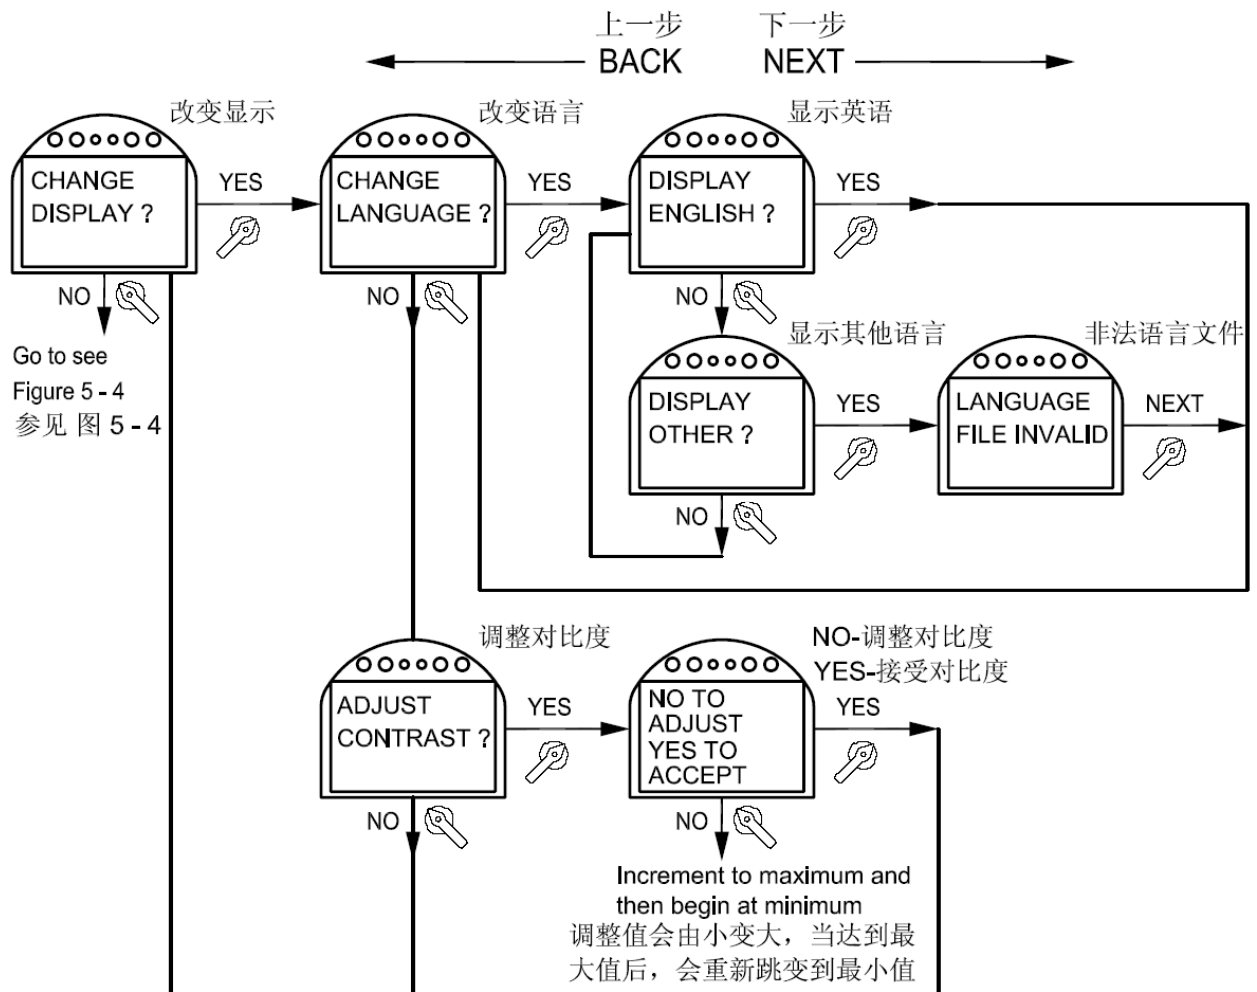 上一步 下一步
BACK NEXT
改变显示
CHANGE
DISPLAY ?
YES
NO
Go to see
Figure 5 - 4
参见 图 5 - 4
改变语言
CHANGE
LANGUAGE ?
YES
NO
显示英语
DISPLAY
ENGLISH ?
YES
NO
显示其他语言
DISPLAY
OTHER ?
YES
NO
非法语言文件
LANGUAGE
FILE INVALID
NEXT
调整对比度
ADJUST
CONTRAST ?
YES
NO
NO-调整对比度
YES-接受对比度
NO TO
ADJUST
YES TO
ACCEPT
YES
NO
Increment to maximum and
then begin at minimum
调整值会由小变大，当达到最
大值后，会重新跳变到最小值